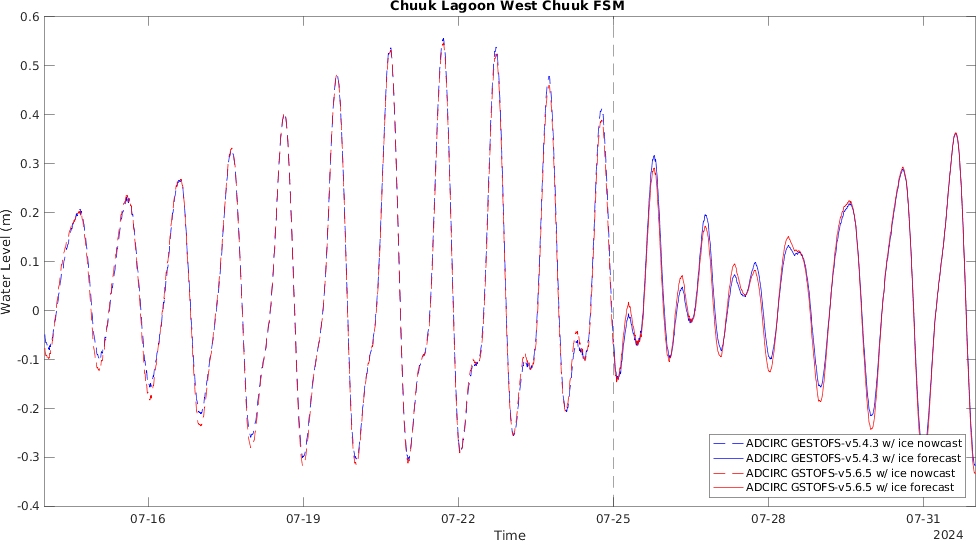 Chuuk Lagoon West Chuuk FSM
0.6
0.5
0.4
0.3
0.2
0.1
0
-0.1
-0.2
-0.3
-0.4
Water Level (m)
ADCIRC GESTOFS-v5.4.3 w/ ice nowcast
ADCIRC GESTOFS-v5.4.3 w/ ice forecast
ADCIRC GSTOFS-v5.6.5 w/ ice nowcast
ADCIRC GSTOFS-v5.6.5 w/ ice forecast
07-16 07-19 07-22 07-25 07-28 07-31
Time
2024